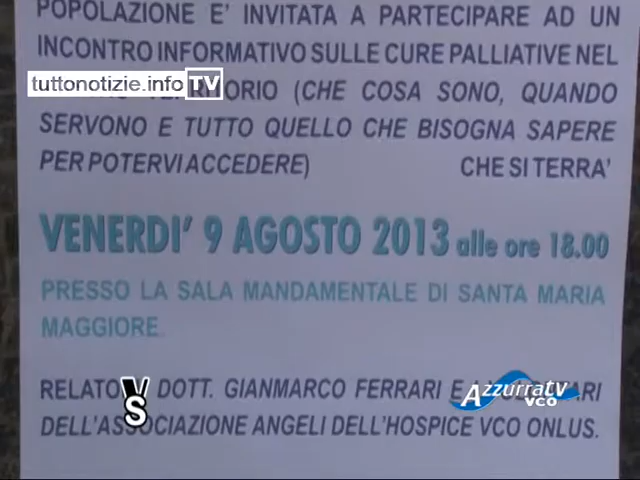 POPOLAZIONE E' INVITATA A PARTECIPARE AD UN
INCONTRO INFORMATIVO SULLE CURE PALLIATIVE NEL
tuttonotizie.info TV
(CHE COSA SONO, QUANDO
SERVONO E TUTTO QUELLO CHE BISOGNA SAPERE
PER POTERVI ACCEDERE) CHE SI TERRA'
VENERDI' 9 AGOSTO 2013 alle ore 18.00
PRESSO LA SALA MANDAMENTALE DI SANTA MARIA
MAGGIORE.
DOTT. GIANMARCO FERRARI E
Azzurratv
VCO
VS
DELL'ASSOCIAZIONE ANGELI DELL'HOSPICE VCO ONLUS.